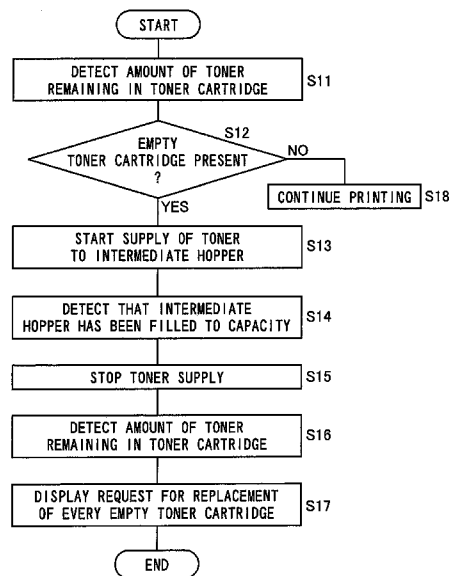 START
DETECT AMOUNT OF TONER
REMAINING IN TONER CARTRIDGE
S11
S12
EMPTY
TONER CARTRIDGE PRESENT
?
NO
CONTINUE PRINTING
S18
YES
START SUPPLY OF TONER
TO INTERMEDIATE HOPPER
S13
DETECT THAT INTERMEDIATE
HOPPER HAS BEEN FILLED TO CAPACITY
S14
STOP TONER SUPPLY
S15
DETECT AMOUNT OF TONER
REMAINING IN TONER CARTRIDGE
S16
DISPLAY REQUEST FOR REPLACEMENT
OF EVERY EMPTY TONER CARTRIDGE
S17
END